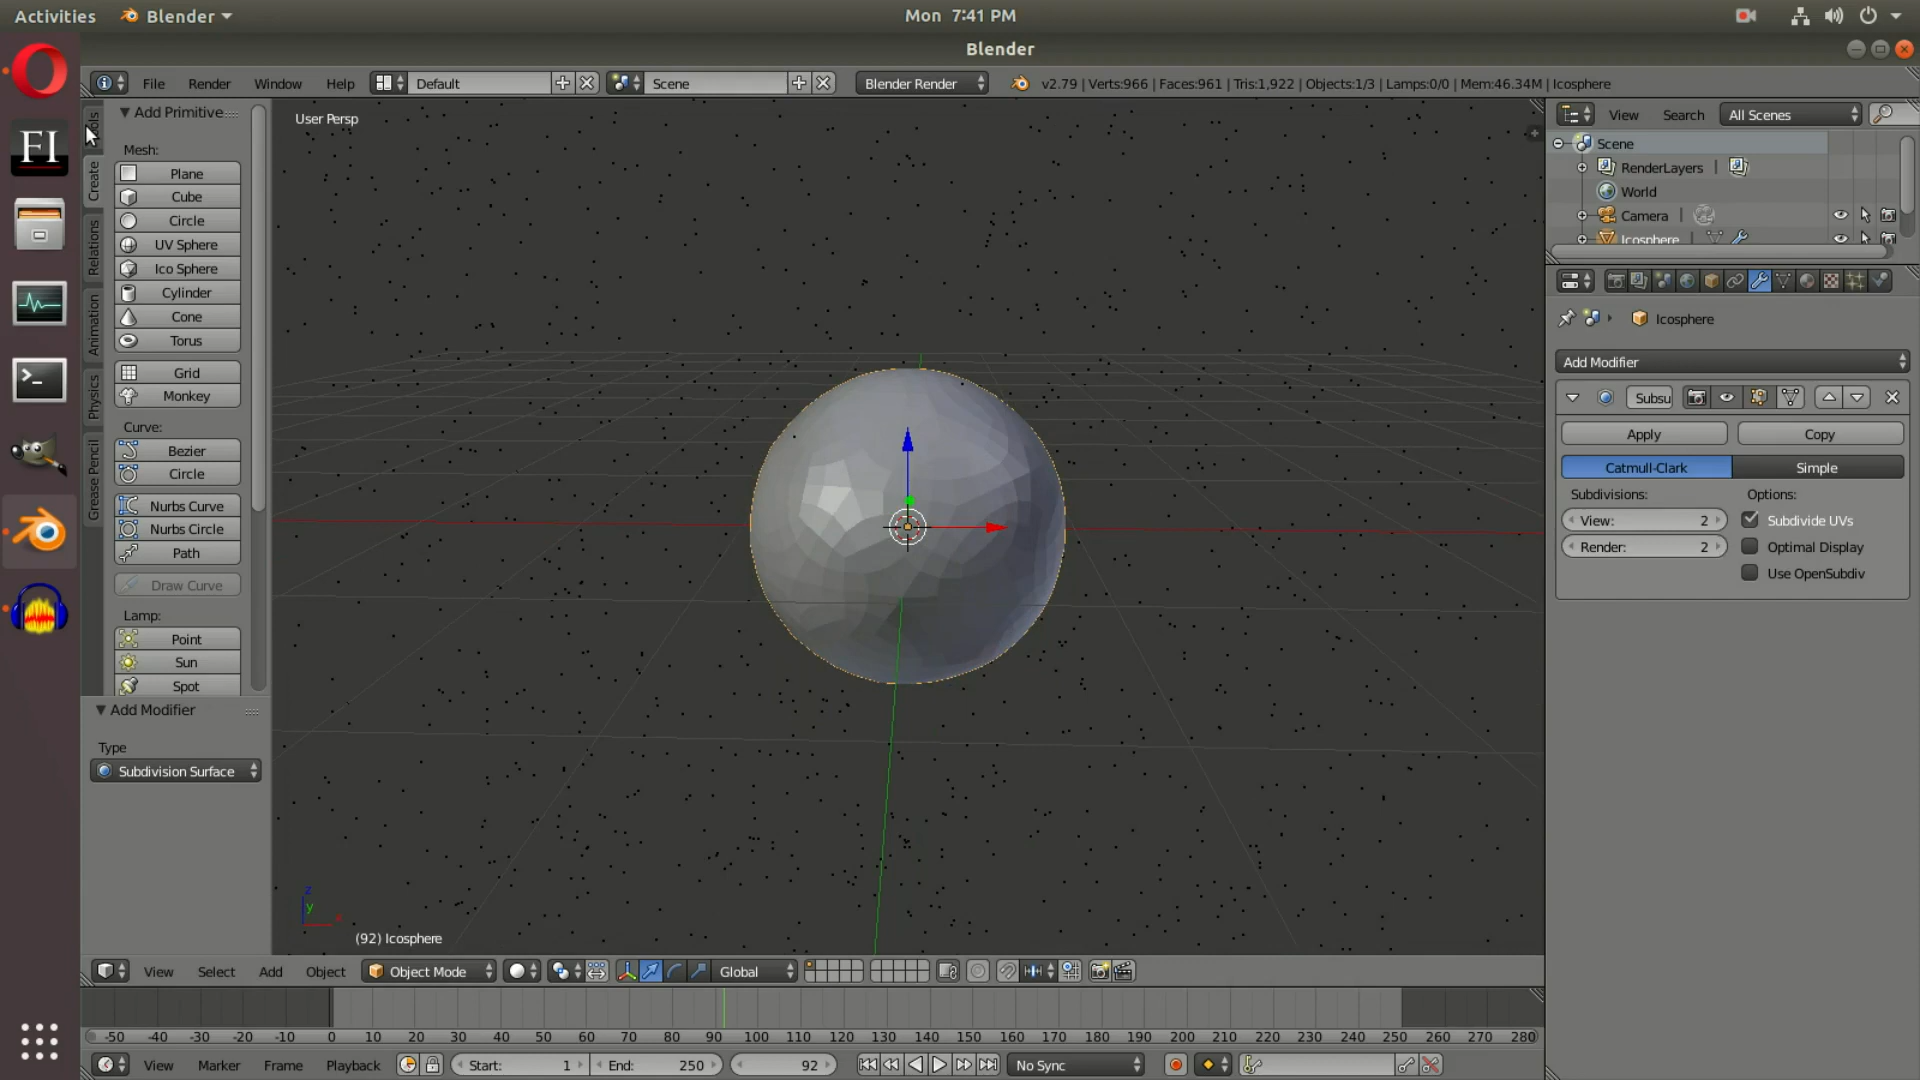 Activities
Blender
Mon 7:41 PM
Blender
File
Render
Window
Help
Default
Scene
Blender Render
v2.79 | Verts:966 | Faces:961 | Tris:1,922 | Objects:1/3 | Lamps:0/0 | Mem:46.34M | Icosphere
FI
Create
Relations
Animation
Physics
Grease Pencil
Add Primitive
Mesh:
Plane
Cube
Circle
UV Sphere
Ico Sphere
Cylinder
Cone
Torus
Grid
Monkey
Curve:
Bezier
Circle
Nurbs Curve
Nurbs Circle
Path
Draw Curve
Lamp:
Point
Sun
Spot
Add Modifier
Type
Subdivision Surface
User Persp
z
y
x
(92) Icosphere
View
Search
All Scenes
Scene
RenderLayers
World
Camera
Icosphere
Icosphere
Add Modifier
Subsu
Apply
Copy
Catmull-Clark
Simple
Subdivisions:
Options:
View: 2
Subdivide UVs
Render: 2
Optimal Display
Use OpenSubdiv
View
Select
Add
Object
Object Mode
Global
-50 -40 -30 -20 -10 0 10 20 30 40 50 60 70 80 90 100 110 120 130 140 150 160 170 180 190 200 210 220 230 240 250 260 270 280
View
Marker
Frame
Playback
Start: 1
End: 250
92
No Sync